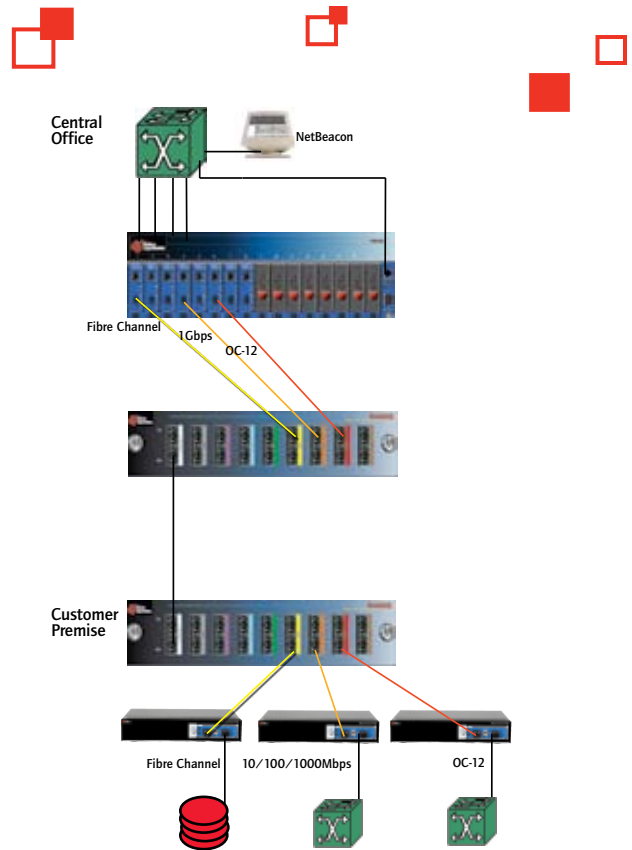 Central
Office
NetBeacon
Fibre Channel
1Gbps
OC-12
Customer
Premise
Fibre Channel
10/100/1000Mbps
OC-12